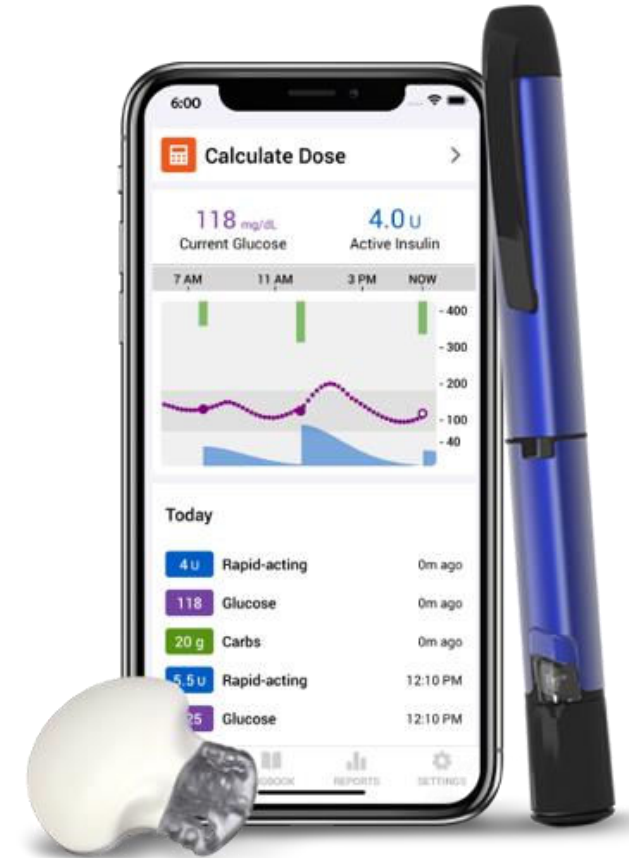 6:00
Calculate Dose
118 mg/dL 4.0 U
Current Glucose Active Insulin
7 AM 11 AM 3 PM NOW
- 400
- 300
- 200
- 100
- 40
Today
4 U Rapid-acting 0m ago
118 Glucose 0m ago
20 g Carbs 0m ago
5.5 U Rapid-acting 12:10 PM
Glucose 12:10 PM
REPORTS SETTINGS